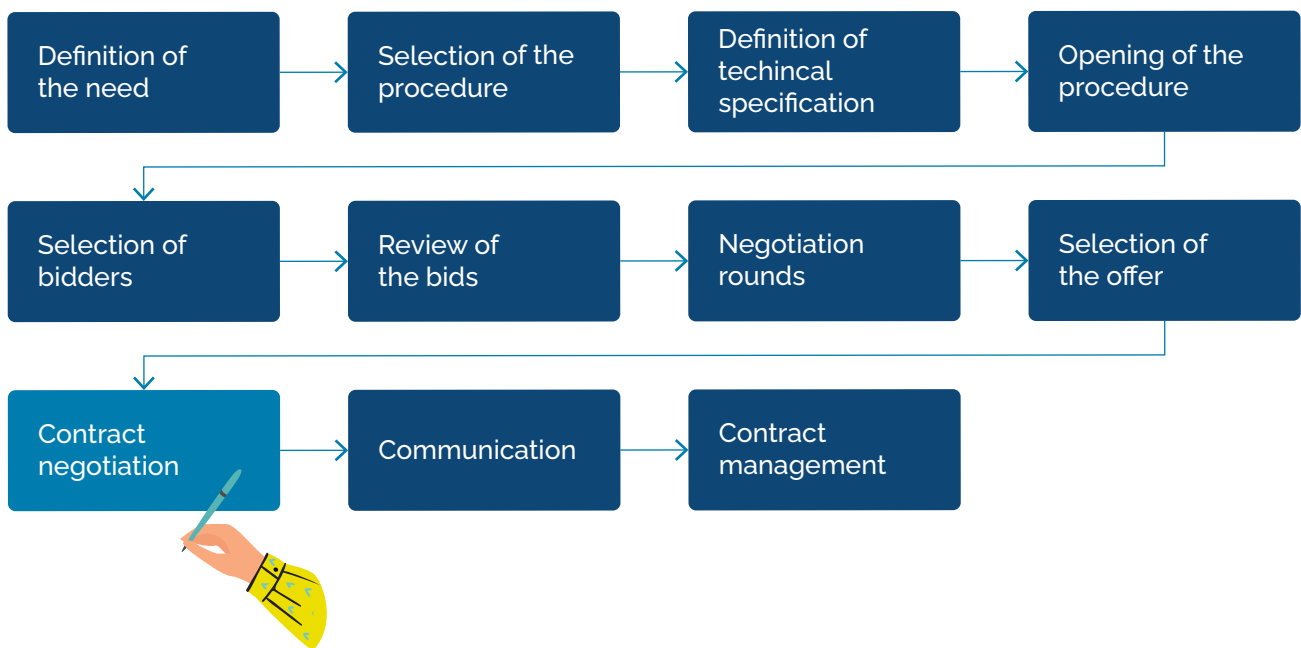 Definition of
the need
Selection of the
procedure
Definition of
techincal
specification
Opening of the
procedure
Selection of
bidders
Review of
the bids
Negotiation
rounds
Selection of
the offer
Contract
negotiation
Communication
Contract
management